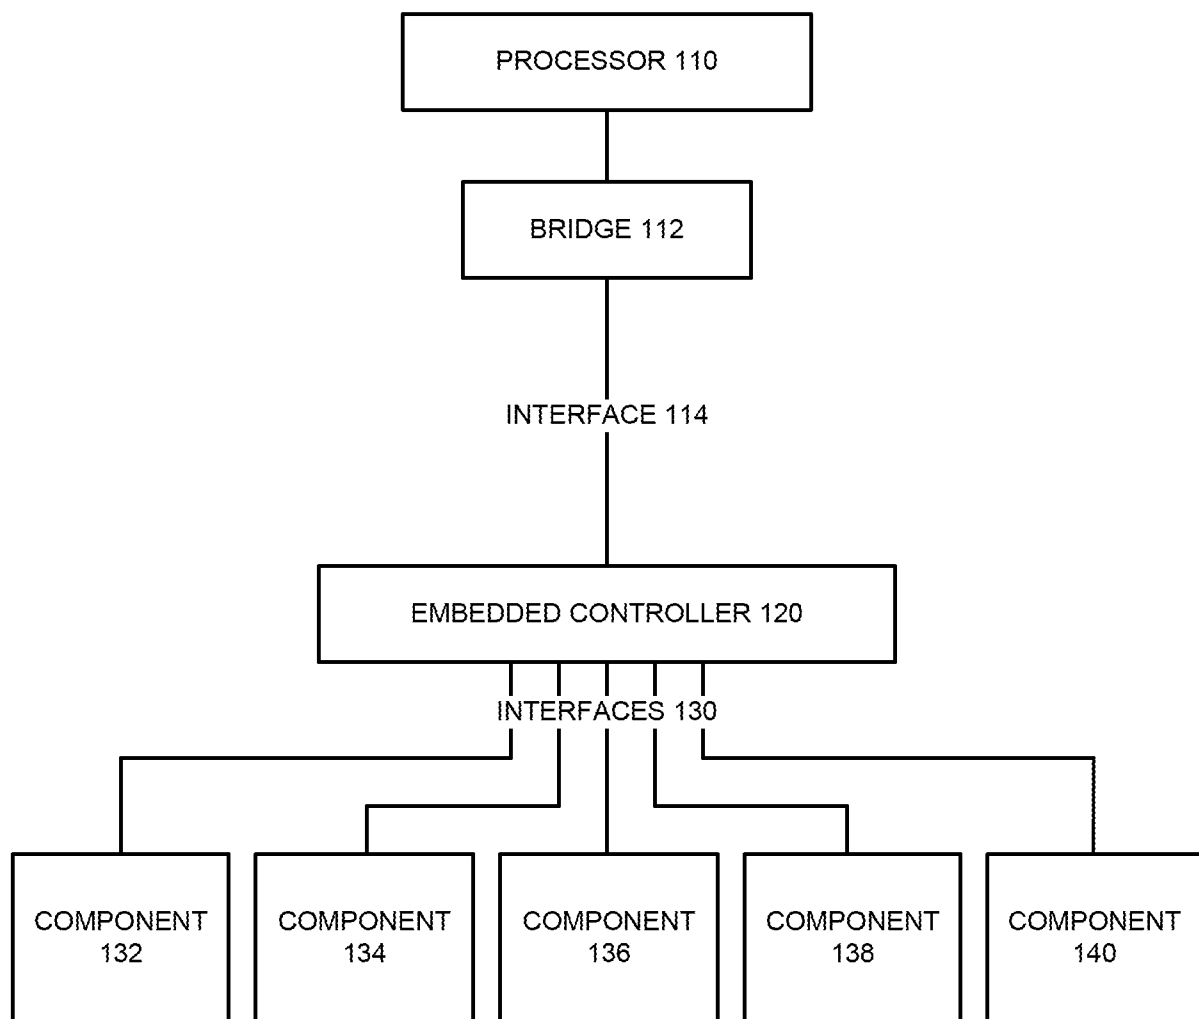 PROCESSOR 110
BRIDGE 112
INTERFACE 114
EMBEDDED CONTROLLER 120
INTERFACES 130
COMPONENT
132
COMPONENT
134
COMPONENT
136
COMPONENT
138
COMPONENT
140